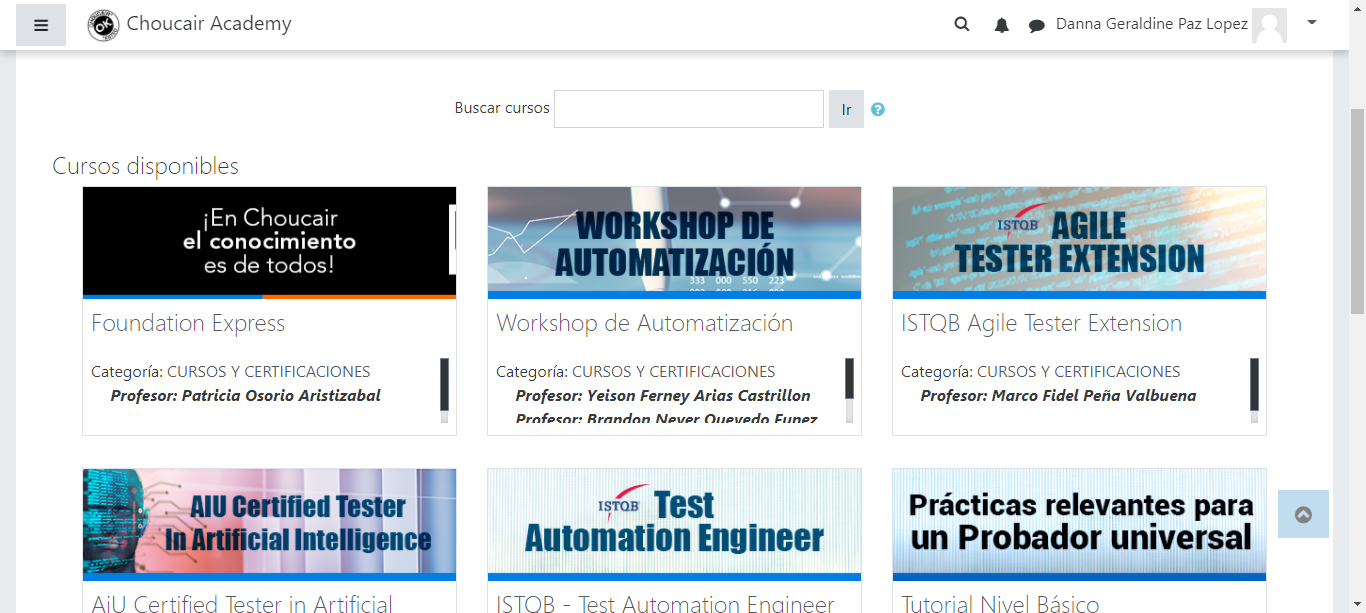 Choucair Academy
Danna Geraldine Paz Lopez
Buscar cursos
Ir
Cursos disponibles
¡En Choucair
el conocimiento
es de todos!
Foundation Express
Categoría: CURSOS Y CERTIFICACIONES
Profesor: Patricia Osorio Aristizabal
WORKSHOP DE
AUTOMATIZACIÓN
333 000 550 223
Workshop de Automatización
Categoría: CURSOS Y CERTIFICACIONES
Profesor: Yeison Ferney Arias Castrillon
Profesor: Brandon Never Quevedo Funez
ISTQB AGILE
TESTER EXTENSION
ISTQB Agile Tester Extension
Categoría: CURSOS Y CERTIFICACIONES
Profesor: Marco Fidel Peña Valbuena
AIU Certified Tester
In Artificial Intelligence
AiU Certified Tester in Artificial
ISTQB Test
Automation Engineer
ISTQB - Test Automation Engineer
Prácticas relevantes para
un Probador universal
Tutorial Nivel Básico